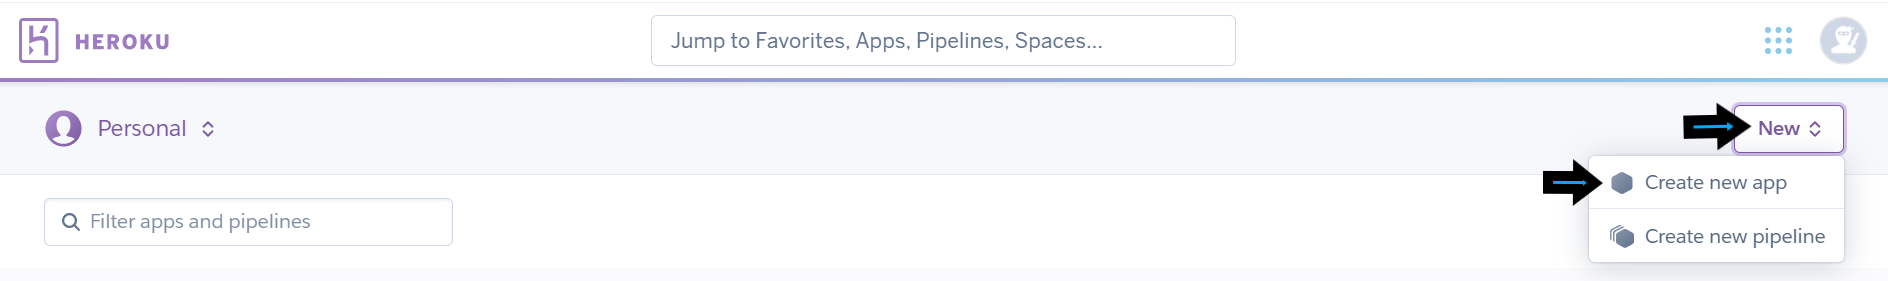 HEROKU
Jump to Favorites, Apps, Pipelines, Spaces...
Personal
New
Create new app
Filter apps and pipelines
Create new pipeline